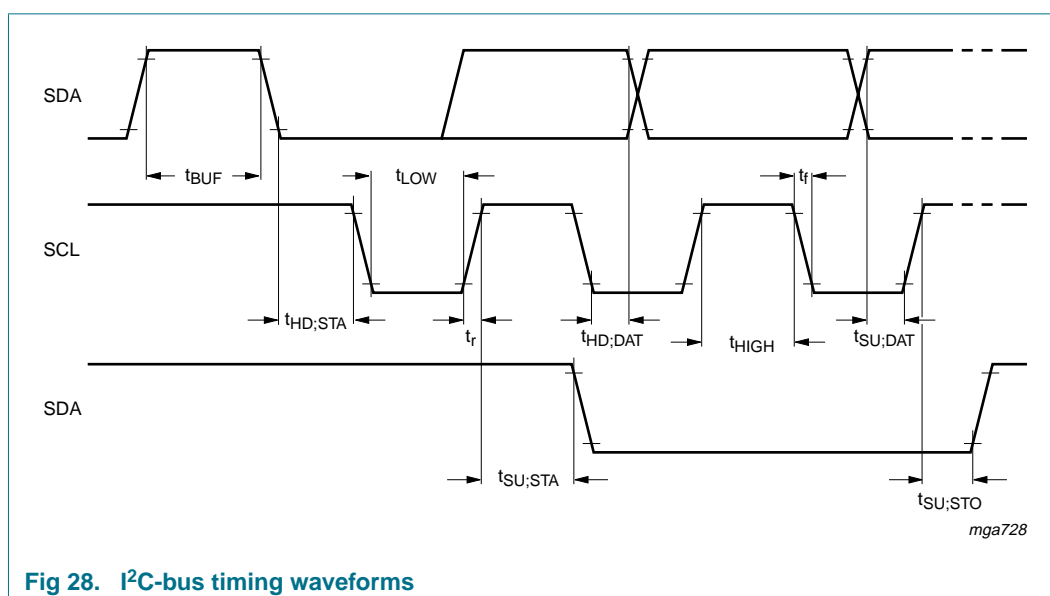 SDA
tBUF
tLOW
tf
SCL
tHD;STA
tr
tHD;DAT
tHIGH
tSU;DAT
SDA
tSU;STA
tSU;STO
mga728
Fig 28. I²C-bus timing waveforms